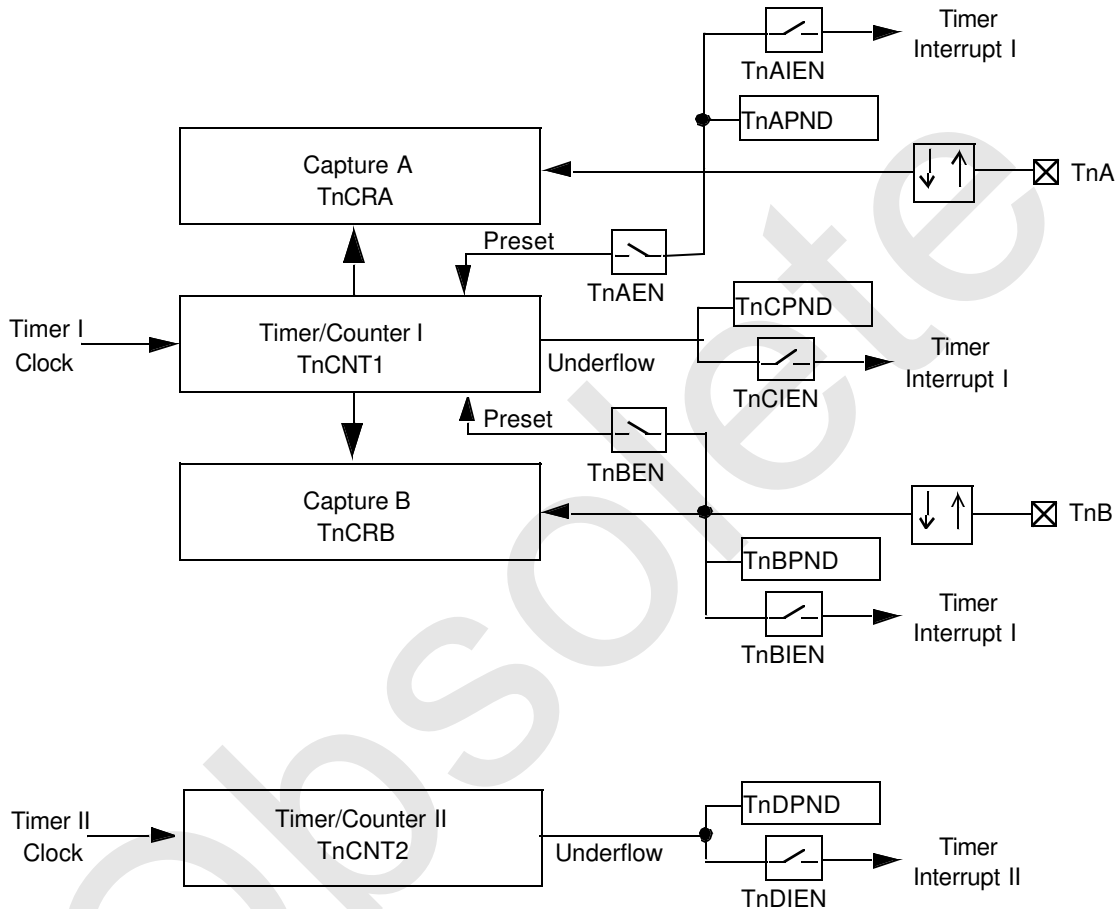 Timer
Interrupt I
TnAIEN
TnAPND
Capture A
TnCRA
TnA
Preset
TnAEN
Timer I
Clock
Timer/Counter I
TnCNT1
Underflow
TnCPND
TnCIEN
Timer
Interrupt I
Preset
TnBEN
Capture B
TnCRB
TnB
TnBPND
TnBIEN
Timer
Interrupt I
Timer II
Clock
Timer/Counter II
TnCNT2
Underflow
TnDPND
TnDIEN
Timer
Interrupt II
Obsolete